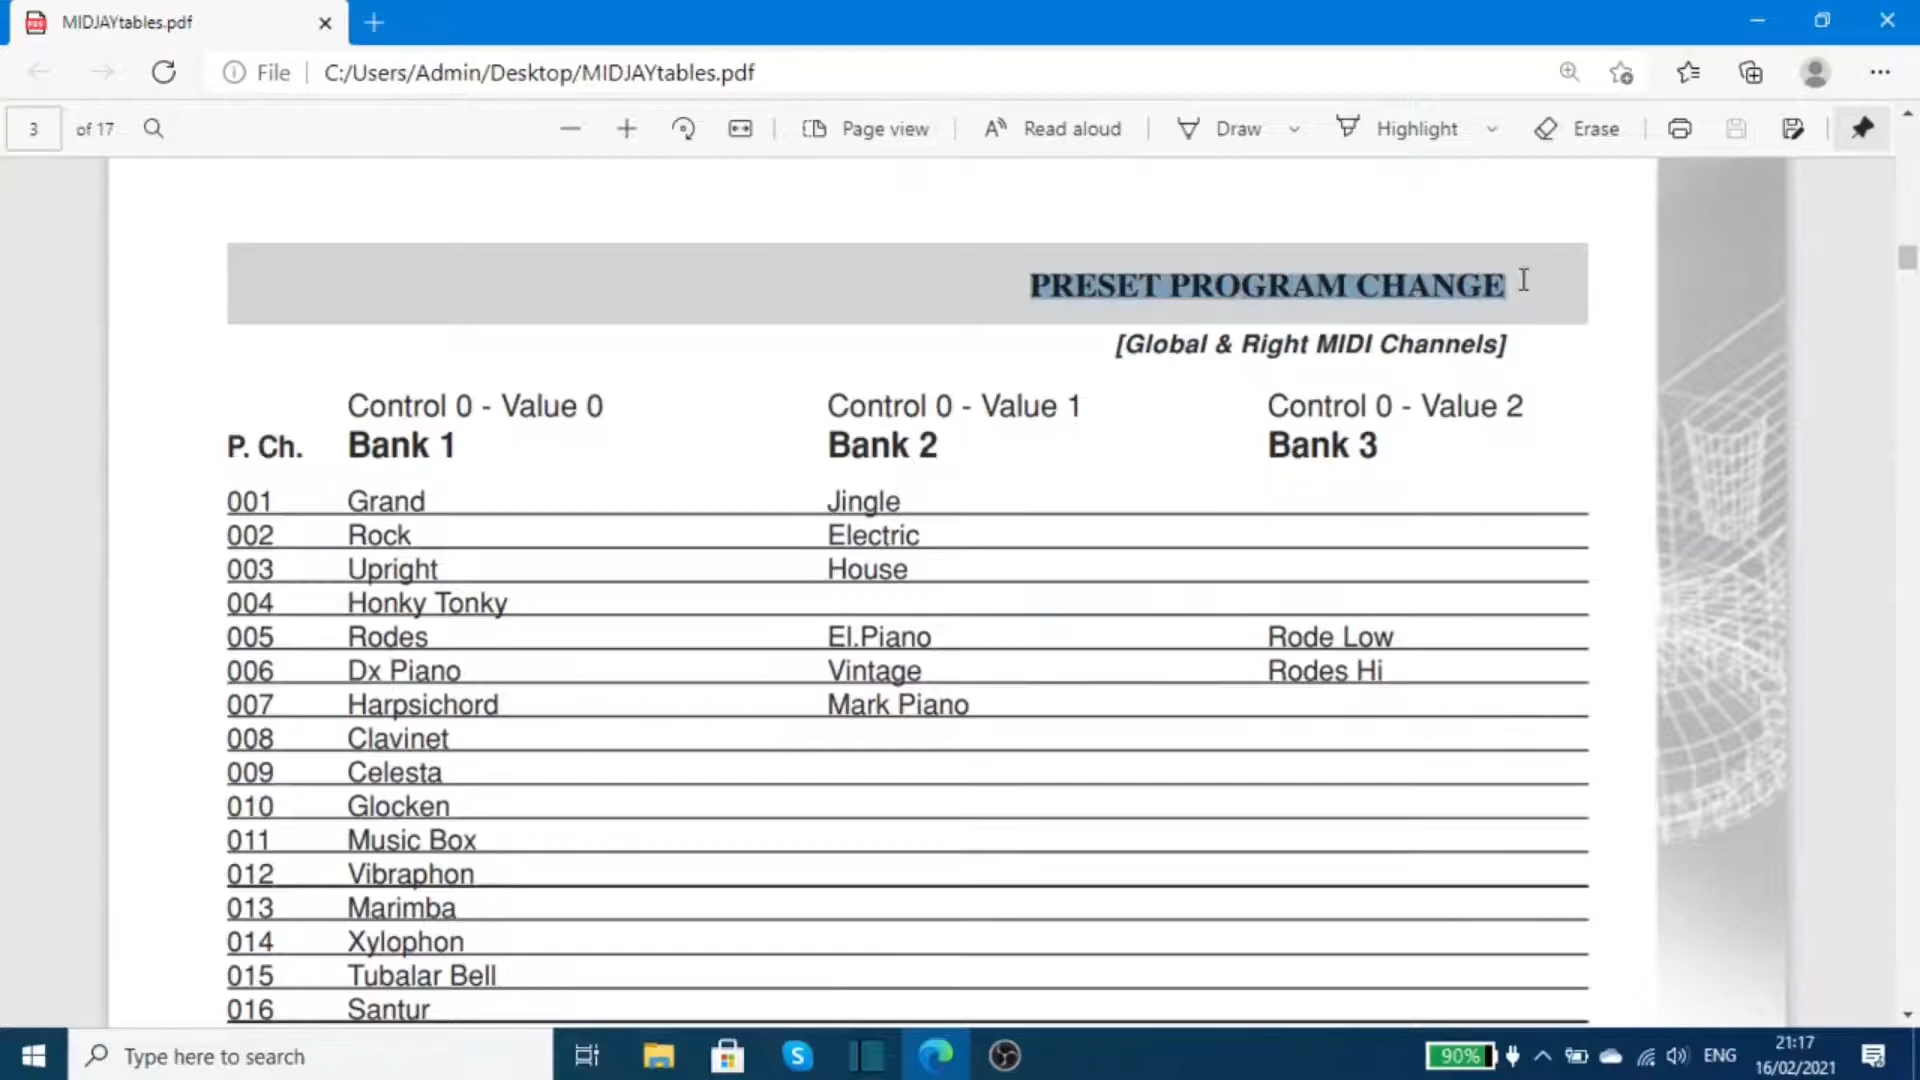 MIDJAYtables.pdf
File C:/Users/Admin/Desktop/MIDJAYtables.pdf
3 of 17 Page view Read aloud Draw Highlight Erase
PRESET PROGRAM CHANGE
[Global & Right MIDI Channels]
Control 0 - Value 0 Control 0 - Value 1 Control 0 - Value 2
P. Ch. Bank 1 Bank 2 Bank 3
001 Grand Jingle
002 Rock Electric
003 Upright House
004 Honky Tonky
005 Rodes El.Piano Rode Low
006 Dx Piano Vintage Rodes Hi
007 Harpsichord Mark Piano
008 Clavinet
009 Celesta
010 Glocken
011 Music Box
012 Vibraphon
013 Marimba
014 Xylophon
015 Tubalar Bell
016 Santur
Type here to search 90% ENG 21:17
16/02/2021